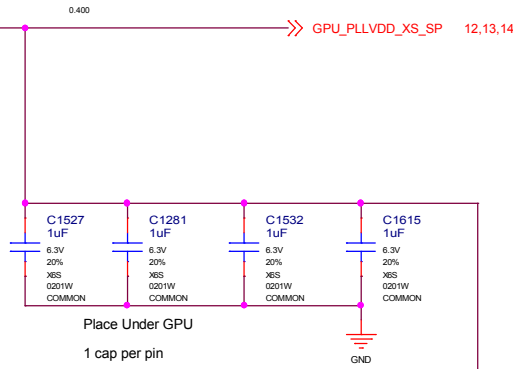 0.400
GPU_PLLVDD_XS_SP 12,13,14
C1527
1uF
6.3V
20%
X6S
0201W
COMMON
C1281
1uF
6.3V
20%
X6S
0201W
COMMON
C1532
1uF
6.3V
20%
X6S
0201W
COMMON
C1615
1uF
6.3V
20%
X6S
0201W
COMMON
Place Under GPU
1 cap per pin
GND